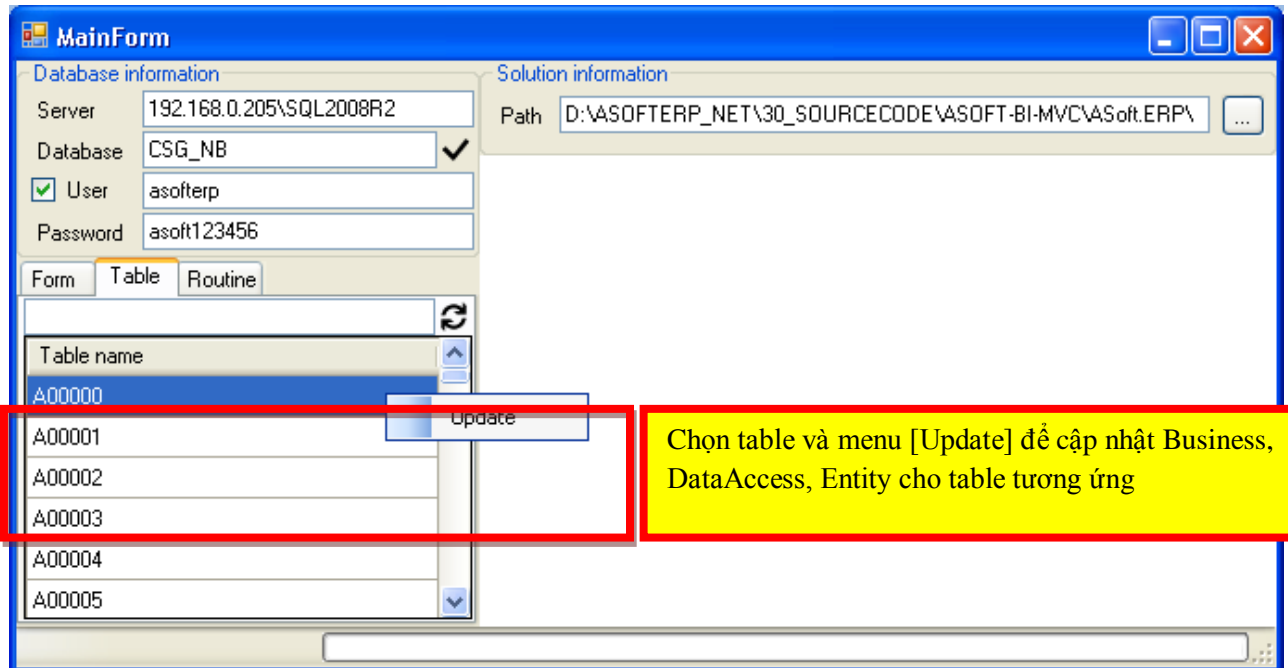 MainForm
Database information
Server 192.168.0.205\SQL2008R2
Database CSG_NB
User asofterp
Password asoft123456
Form Table Routine
Table name
A00000
Update
A00001
A00002
A00003
A00004
A00005
Solution information
Path D:\ASOFTERP_NET\30_SOURCECODE\ASOFT-BI-MVC\ASoft.ERP\ ...
Chọn table và menu [Update] để cập nhật Business,
DataAccess, Entity cho table tương ứng